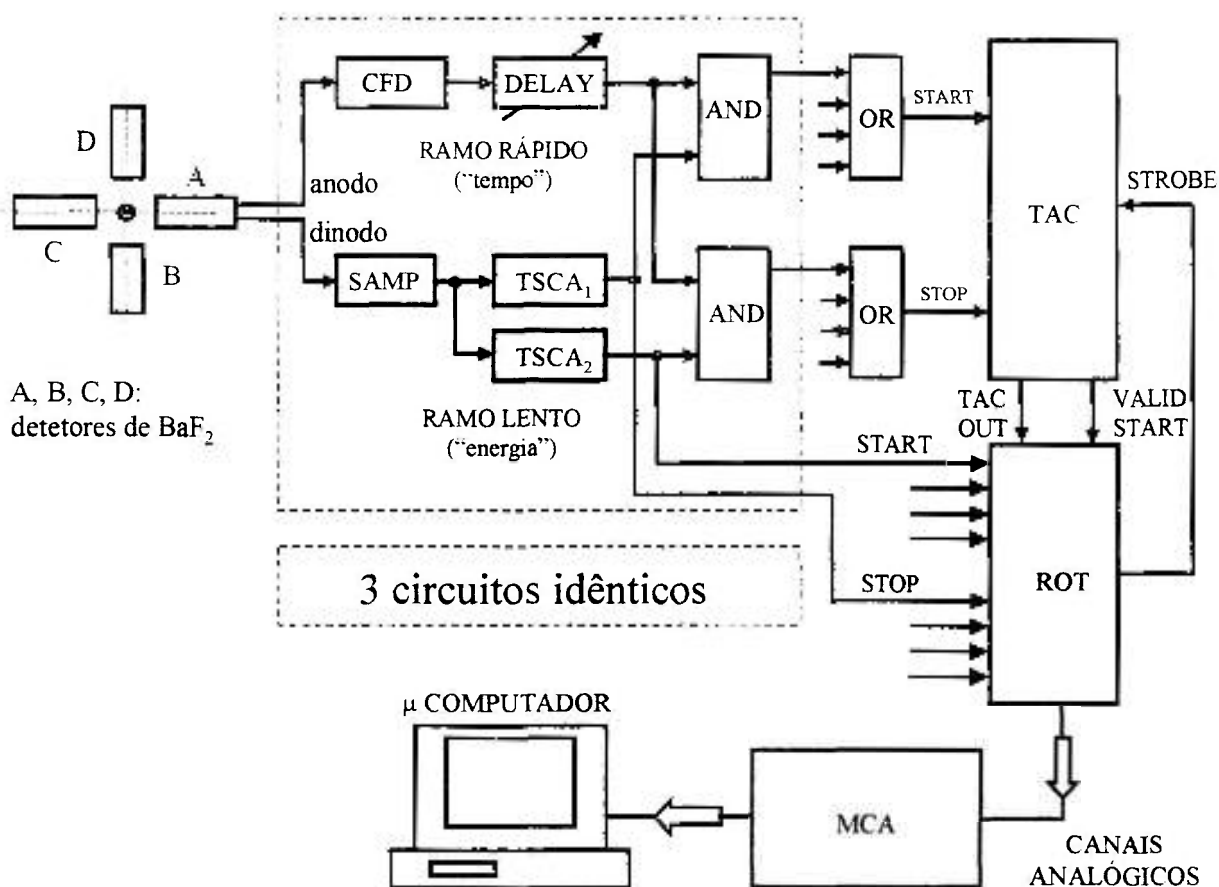 CFD
DELAY
RAMO RÁPIDO
("tempo")
AND
OR
START
TAC
STROBE
D
A
C
B
anodo
dinodo
SAMP
TSCA₁
TSCA₂
AND
OR
STOP
A, B, C, D:
detetores de BaF₂
RAMO LENTO
("energia")
TAC
OUT
VALID
START
START
STOP
ROT
3 circuitos idênticos
µ COMPUTADOR
MCA
CANAIS
ANALÓGICOS